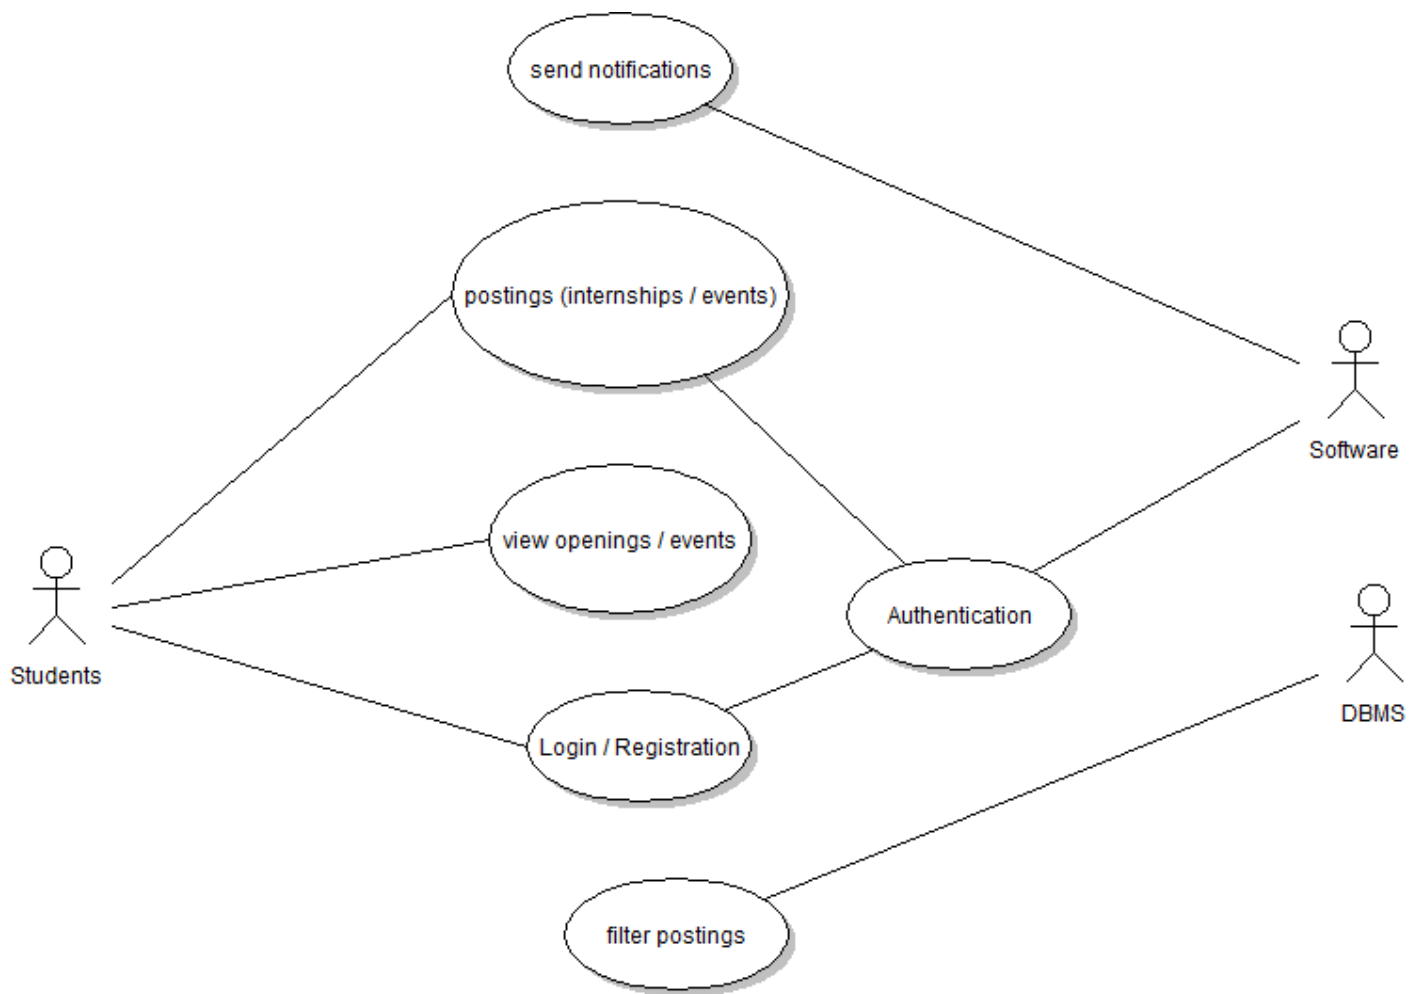 send notifications
postings (internships / events)
Software
view openings / events
Authentication
Students
DBMS
Login / Registration
filter postings